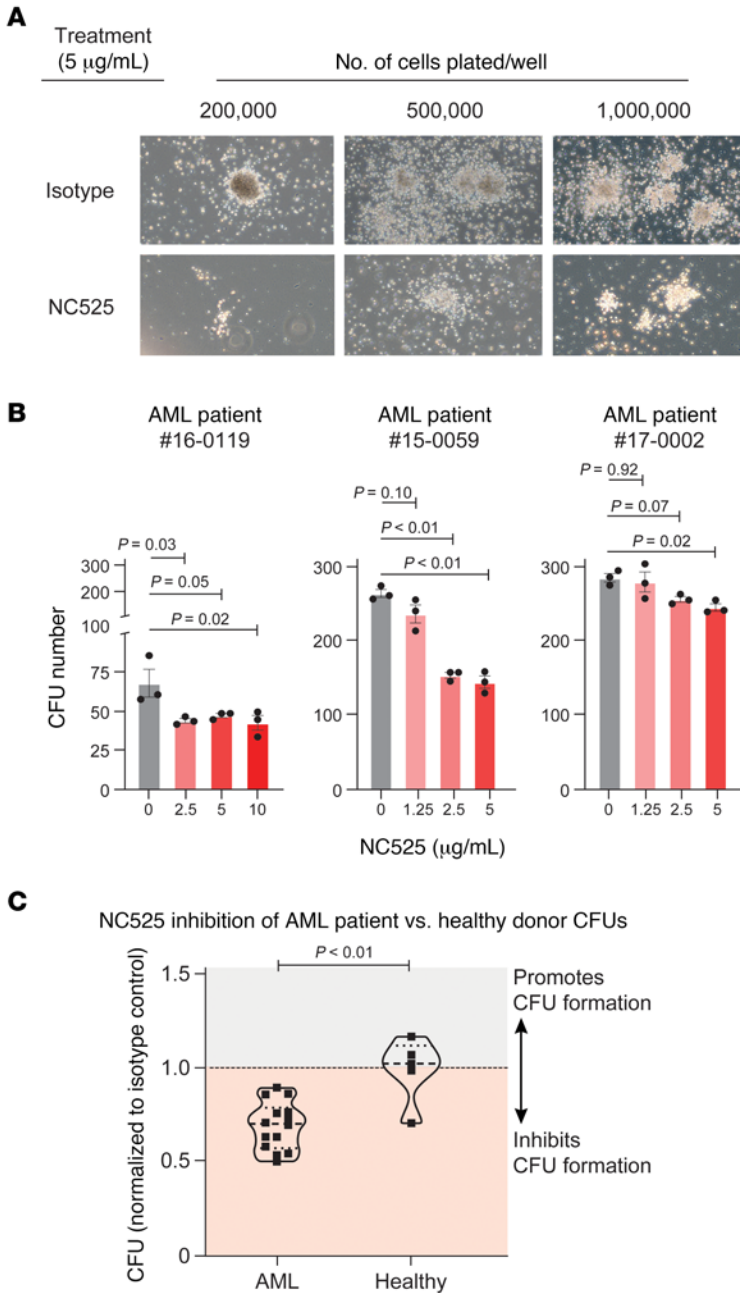 A
Treatment
(5 μg/mL)
No. of cells plated/well
200,000
500,000
1,000,000
Isotype
NC525
B
AML patient
#16-0119
AML patient
#15-0059
AML patient
#17-0002
CFU number
P = 0.03
P = 0.05
P = 0.02
300
200
100
75
50
25
0
0
2.5
5
10
P = 0.10
P < 0.01
P < 0.01
300
200
100
0
0
1.25
2.5
5
P = 0.92
P = 0.07
P = 0.02
300
200
100
0
0
1.25
2.5
5
NC525 (μg/mL)
C
NC525 inhibition of AML patient vs. healthy donor CFUs
CFU (normalized to isotype control)
P < 0.01
1.5
1.0
0.5
0
AML
Healthy
Promotes
CFU formation
Inhibits
CFU formation